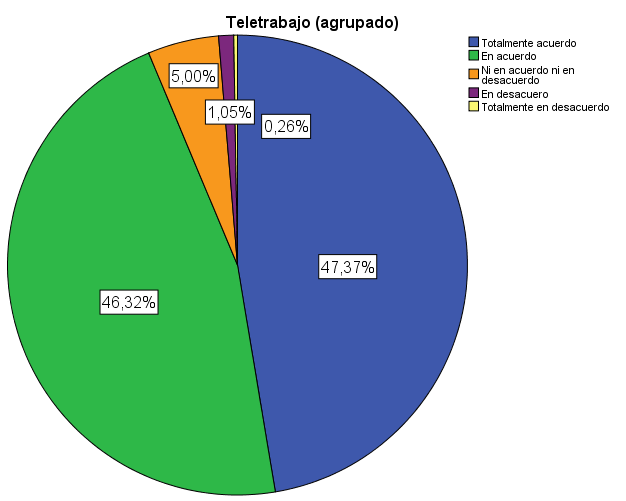 Teletrabajo (agrupado)
Totalmente acuerdo
En acuerdo
Ni en acuerdo ni en
desacuerdo
En desacuero
Totalmente en desacuerdo
5,00%
1,05%
0,26%
47,37%
46,32%